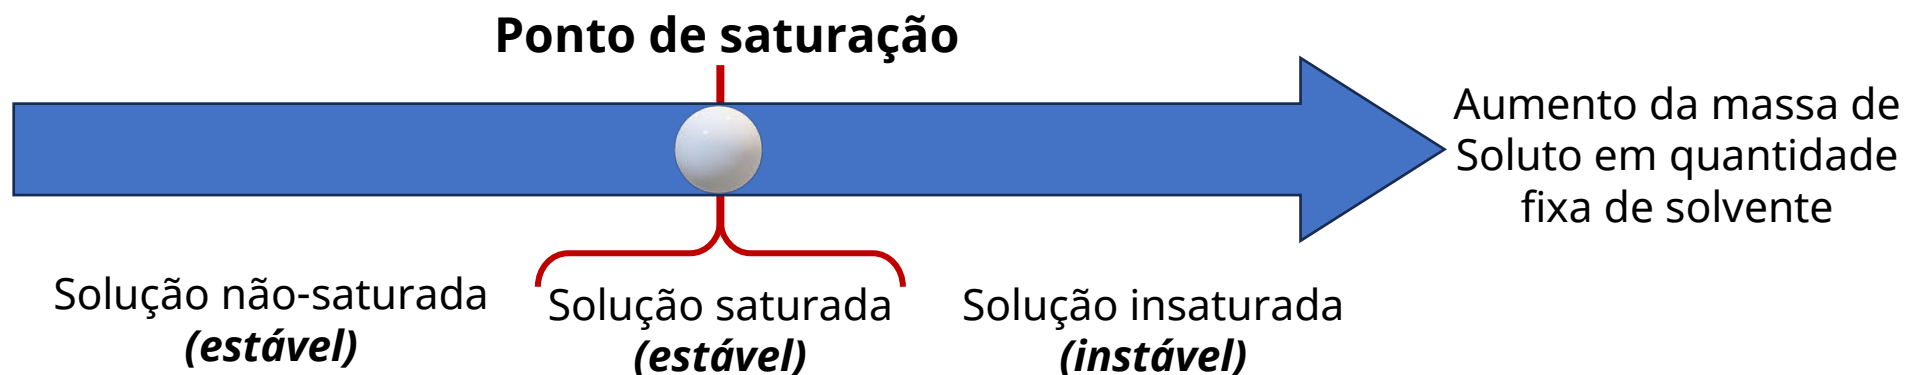 Ponto de saturação
Aumento da massa de
Soluto em quantidade
fixa de solvente
Solução não-saturada
(estável)
Solução saturada
(estável)
Solução insaturada
(instável)